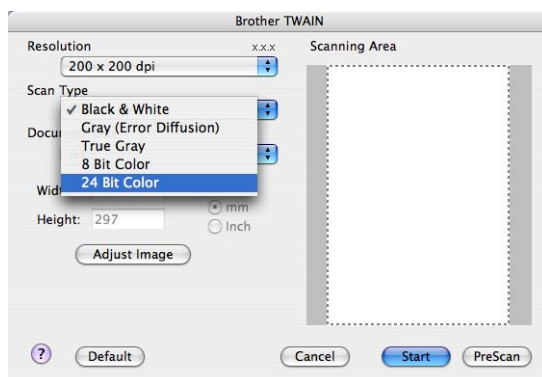 Brother TWAIN
Resolution
x.x.x
Scanning Area
200 x 200 dpi
Scan Type
✓ Black & White
Gray (Error Diffusion)
Docu
True Gray
8 Bit Color
24 Bit Color
Height: 297
mm
Inch
Adjust Image
? Default Cancel Start PreScan